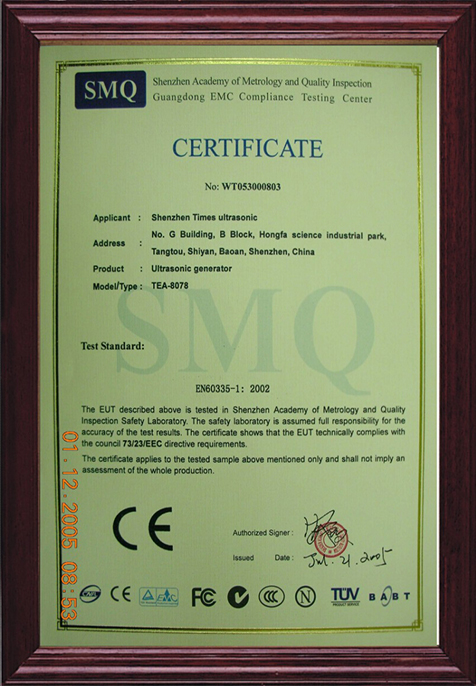 SMQ
Shenzhen Academy of Metrology and Quality Inspection
Guangdong EMC Compliance Testing Center
CERTIFICATE
No: WT053000803
Applicant : Shenzhen Times ultrasonic
Address : No. G Building, B Block, Hongfa science industrial park,
Tangtou, Shiyan, Baoan, Shenzhen, China
Product : Ultrasonic generator
Model/Type : TEA-8078
SMQ
Test Standard:
EN60335-1: 2002
The EUT described above is tested in Shenzhen Academy of Metrology and Quality
Inspection Safety Laboratory. The safety laboratory is assumed full responsibility for the
accuracy of the test results. The certificate shows that the EUT technically complies with
the council 73/23/EEC directive requirements.
The certificate applies to the tested sample above mentioned only and shall not imply an
assessment of the whole production.
CE
Authorized Signer :
Issued Date : Jul. 21. 2005
CE FC N TÜV BABT
PRODUCT SERVICE
01.12.2005 08:53